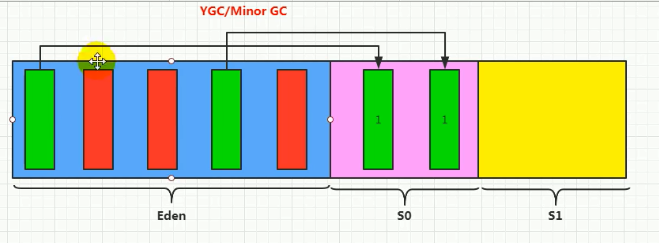 YGC/Minor GC
1
1
Eden
S0
S1